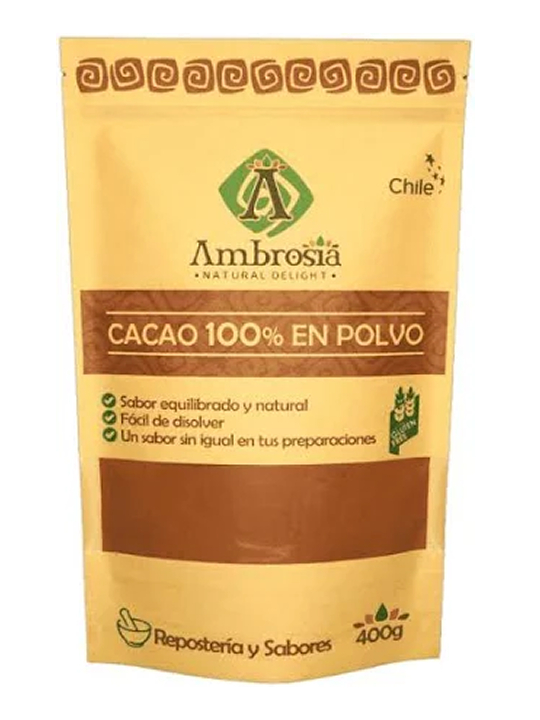 Chile
A
Ambrosia
• NATURAL DELIGHT •
CACAO 100% EN POLVO
Sabor equilibrado y natural
Fácil de disolver
Un sabor sin igual en tus preparaciones
GLUTEN
FREE
Repostería y Sabores
400g